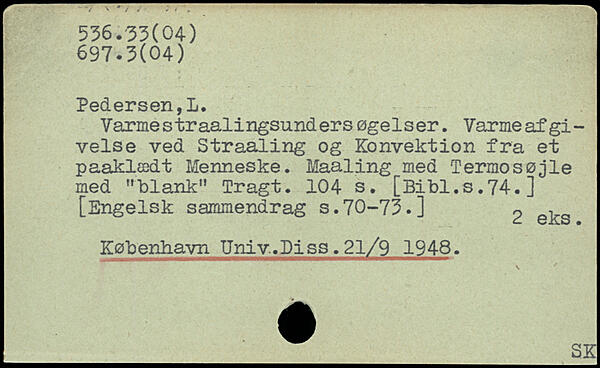 536.33(04)
697.3(04)
Pedersen,L.
Varmestraalingsundersøgelser. Varmeafgi-
velse ved Straaling og Konvektion fra et
paaklædt Menneske. Maaling med Termosøjle
med "blank" Tragt. 104 s. [Bibl.s.74.]
[Engelsk sammendrag s.70-73.]
2 eks.
København Univ.Diss.21/9 1948.
SK